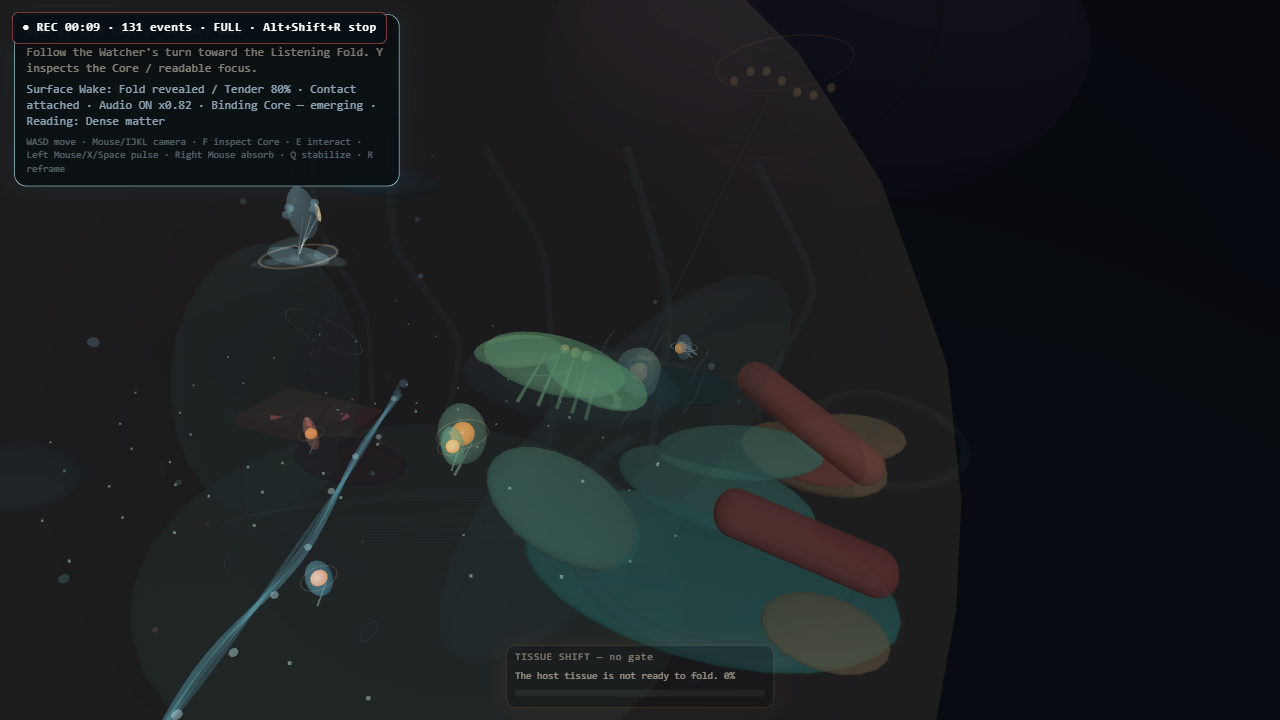 ● REC 00:09 · 131 events · FULL · Alt+Shift+R stop
Follow the Watcher's turn toward the Listening Fold. Y
inspects the Core / readable focus.
Surface Wake: Fold revealed / Tender 80% · Contact
attached · Audio ON x0.82 · Binding Core — emerging ·
Reading: Dense matter
WASD move · Mouse/IJKL camera · F inspect Core · E interact ·
Left Mouse/X/Space pulse · Right Mouse absorb · Q stabilize · R
reframe
TISSUE SHIFT — no gate
The host tissue is not ready to fold. 0%